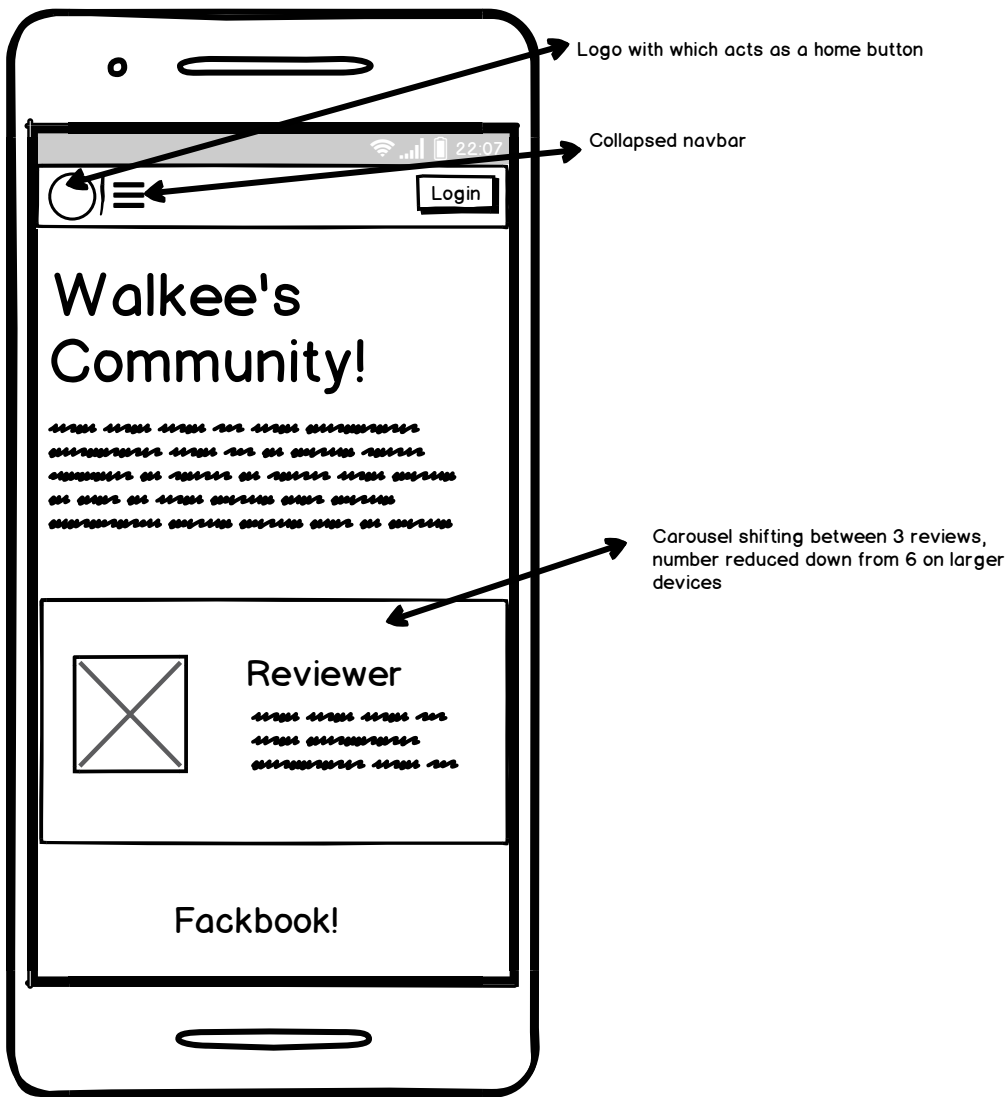 Logo with which acts as a home button
Collapsed navbar
22:07
Login
Walkee's
Community!
Carousel shifting between 3 reviews,
number reduced down from 6 on larger
devices
Reviewer
Fackbook!